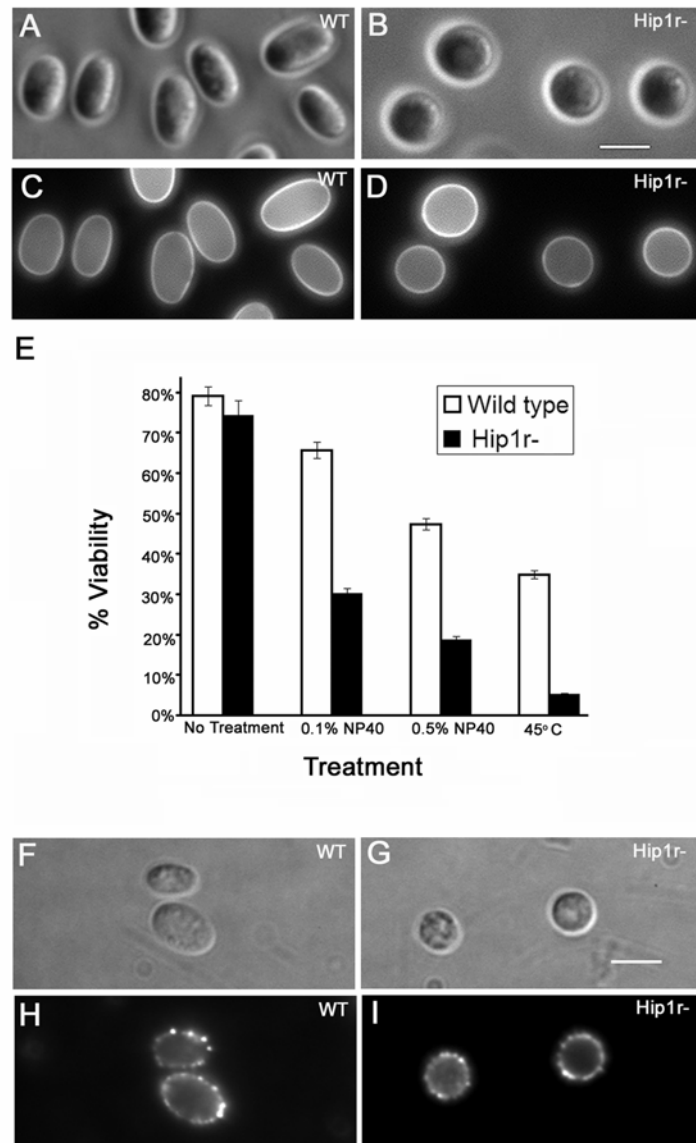 A WT
B Hip1r-
C WT
D Hip1r-
E
80%
70%
50%
40%
30%
20%
10%
0%
% Viability
Wild type
Hip1r-
No Treatment 0.1% NP40 0.5% NP40 45° C
Treatment
F WT
G Hip1r-
H WT
I Hip1r-